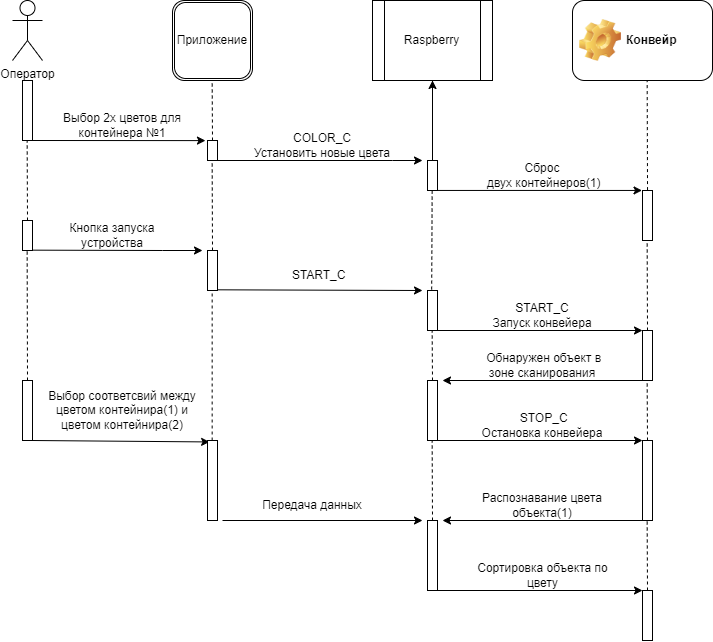 Оператор
Приложение
Raspberry
Конвейр
Выбор 2х цветов для
контейнера №1
COLOR_C
Установить новые цвета
Сброс
двух контейнеров(1)
Кнопка запуска
устройства
START_C
START_C
Запуск конвейера
Обнаружен объект в
зоне сканирования
Выбор соответсвий между
цветом контейнира(1) и
цветом контейнира(2)
STOP_C
Остановка конвейера
Передача данных
Распознавание цвета
объекта(1)
Сортировка объекта по
цвету